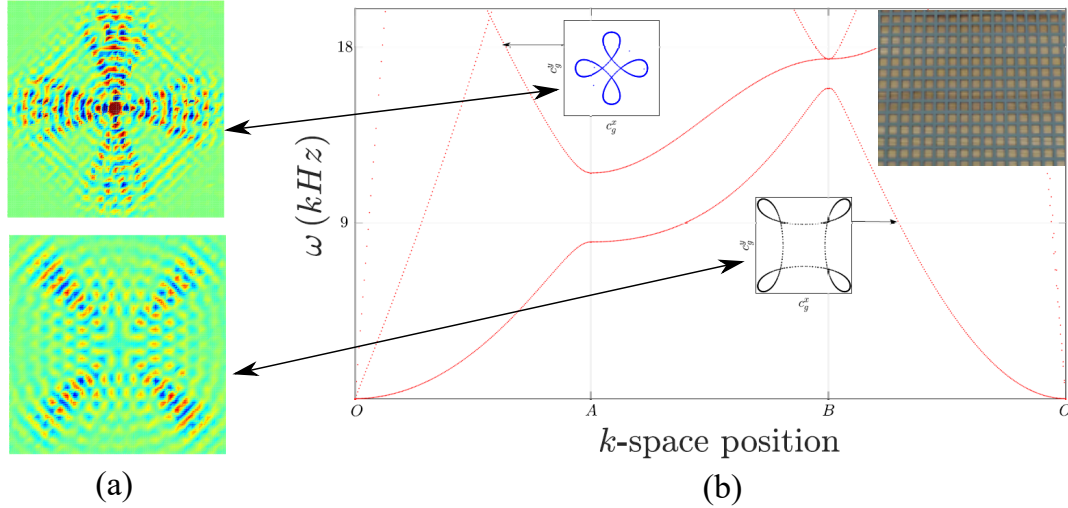 18
9
ω (kHz)
c_g^y
c_g^x
c_g^y
c_g^x
O
A
B
C
k-space position
(a)
(b)